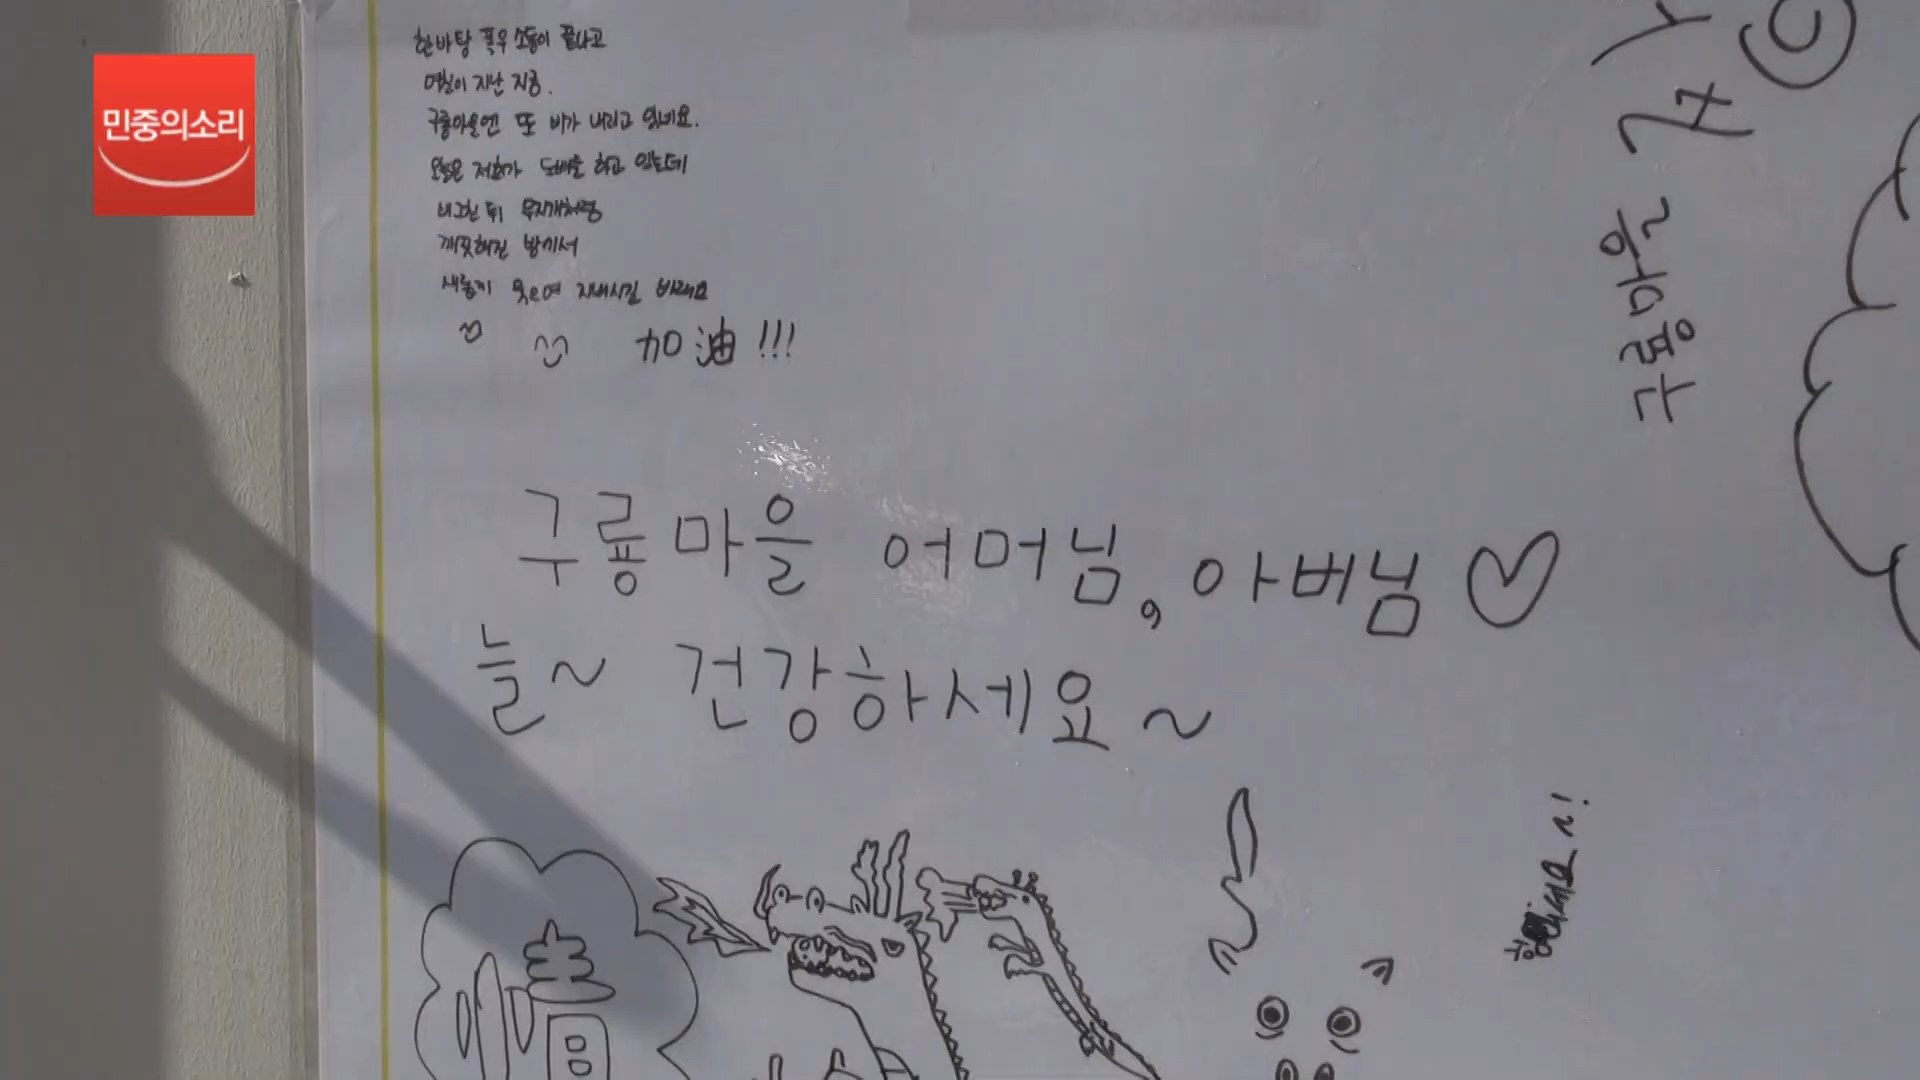 민중의소리
한바탕 폭우 소동이 끝나고
며칠이 지난 지금.
구룡마을엔 또 비가 내리고 있네요.
오늘은 저희가 도배를 하고 있는데
비그친 뒤 무지개처럼
깨끗해진 방에서
새롭게 웃으며 지내시길 바래요
加油!!!
구룡마을
구룡마을 어머님, 아버님 ♡
늘~ 건강하세요~
情